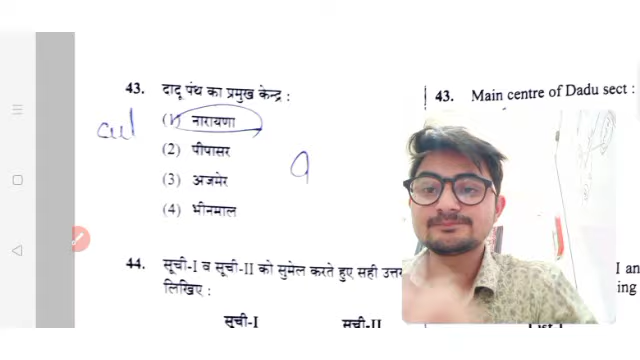 43. दादू पंथ का प्रमुख केन्द्र :
(1) नारायणा
(2) पीपासर
(3) अजमेर
(4) भीनमाल
44. सूची-I व सूची-II को सुमेल करते हुए सही उत्तर
लिखिए :
सूची-I सूची-II
43. Main centre of Dadu sect :